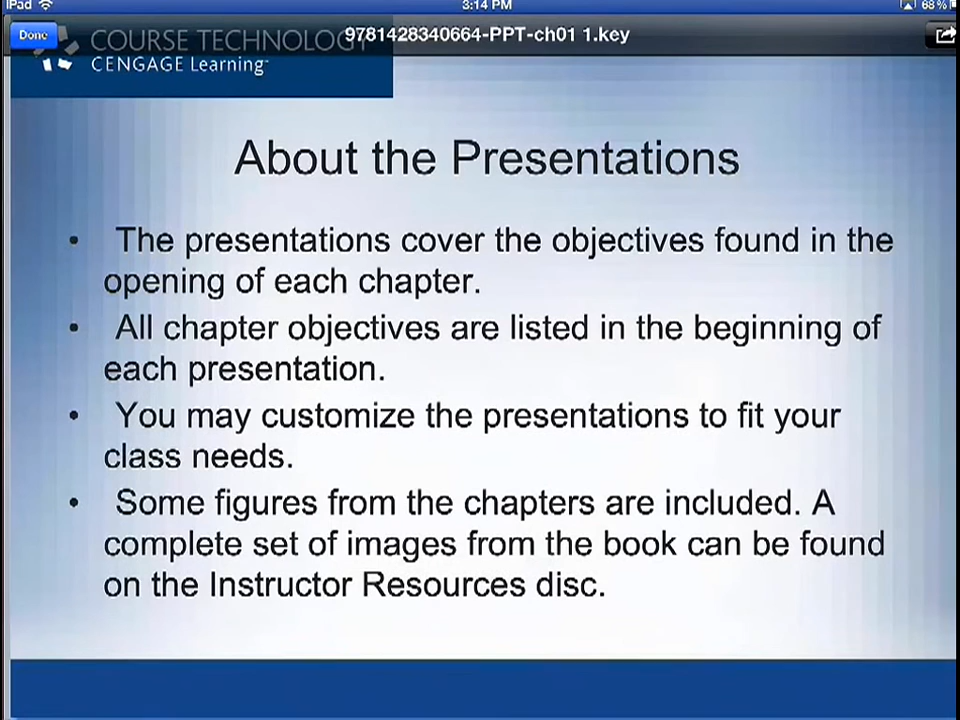 iPad 3:14 PM 68%
Done 9781428340664-PPT-ch01 1.key
COURSE TECHNOLOGY
CENGAGE Learning
About the Presentations
• The presentations cover the objectives found in the
opening of each chapter.
• All chapter objectives are listed in the beginning of
each presentation.
• You may customize the presentations to fit your
class needs.
• Some figures from the chapters are included. A
complete set of images from the book can be found
on the Instructor Resources disc.